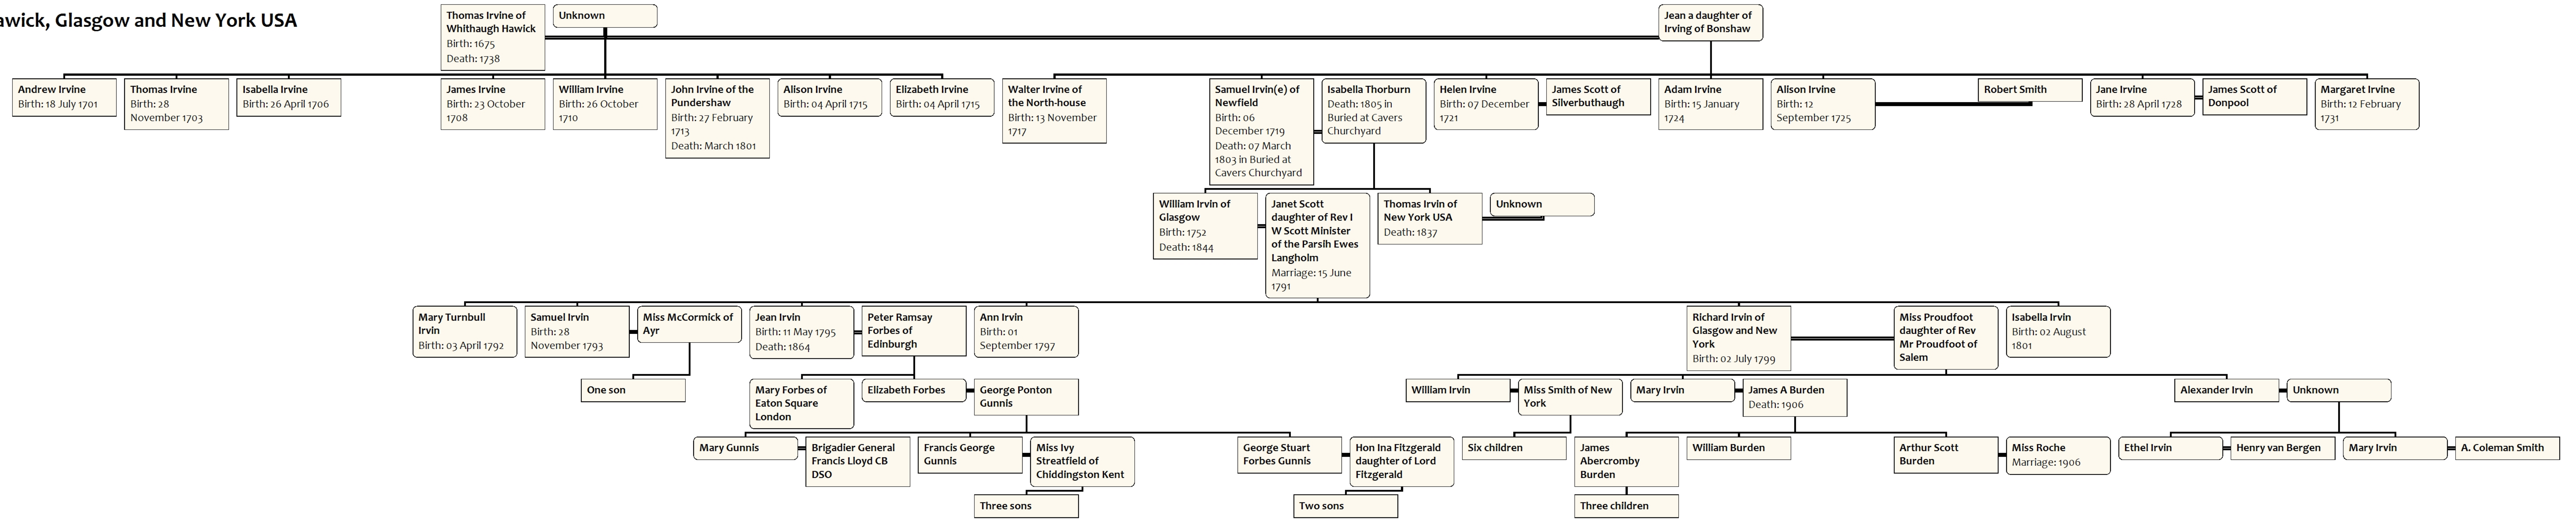 awick, Glasgow and New York USA
Thomas Irvine of
Whithaugh Hawick
Birth: 1675
Death: 1738
Unknown
Jean a daughter of
Irving of Bonshaw
Andrew Irvine
Birth: 18 July 1701
Thomas Irvine
Birth: 28
November 1703
Isabella Irvine
Birth: 26 April 1706
James Irvine
Birth: 23 October
1708
William Irvine
Birth: 26 October
1710
John Irvine of the
Pundershaw
Birth: 27 February
1713
Death: March 1801
Alison Irvine
Birth: 04 April 1715
Elizabeth Irvine
Birth: 04 April 1715
Walter Irvine of
the North-house
Birth: 13 November
1717
Samuel Irvin(e) of
Newfield
Birth: 06
December 1719
Death: 07 March
1803 in Buried at
Cavers Churchyard
Isabella Thorburn
Death: 1805 in
Buried at Cavers
Churchyard
Helen Irvine
Birth: 07 December
1721
James Scott of
Silverbuthaugh
Adam Irvine
Birth: 15 January
1724
Alison Irvine
Birth: 12
September 1725
Robert Smith
Jane Irvine
Birth: 28 April 1728
James Scott of
Donpool
Margaret Irvine
Birth: 12 February
1731
William Irvin of
Glasgow
Birth: 1752
Death: 1844
Janet Scott
daughter of Rev I
W Scott Minister
of the Parsih Ewes
Langholm
Marriage: 15 June
1791
Thomas Irvin of
New York USA
Death: 1837
Unknown
Mary Turnbull
Irvin
Birth: 03 April 1792
Samuel Irvin
Birth: 28
November 1793
Miss McCormick of
Ayr
Jean Irvin
Birth: 11 May 1795
Death: 1864
Peter Ramsay
Forbes of
Edinburgh
Ann Irvin
Birth: 01
September 1797
Richard Irvin of
Glasgow and New
York
Birth: 02 July 1799
Miss Proudfoot
daughter of Rev
Mr Proudfoot of
Salem
Isabella Irvin
Birth: 02 August
1801
One son
Mary Forbes of
Eaton Square
London
Elizabeth Forbes
George Ponton
Gunnis
William Irvin
Miss Smith of New
York
Mary Irvin
James A Burden
Death: 1906
Alexander Irvin
Unknown
Mary Gunnis
Brigadier General
Francis Lloyd CB
DSO
Francis George
Gunnis
Miss Ivy
Streatfield of
Chiddingston Kent
George Stuart
Forbes Gunnis
Hon Ina Fitzgerald
daughter of Lord
Fitzgerald
Six children
James
Abercromby
Burden
William Burden
Arthur Scott
Burden
Miss Roche
Marriage: 1906
Ethel Irvin
Henry van Bergen
Mary Irvin
A. Coleman Smith
Three sons
Two sons
Three children